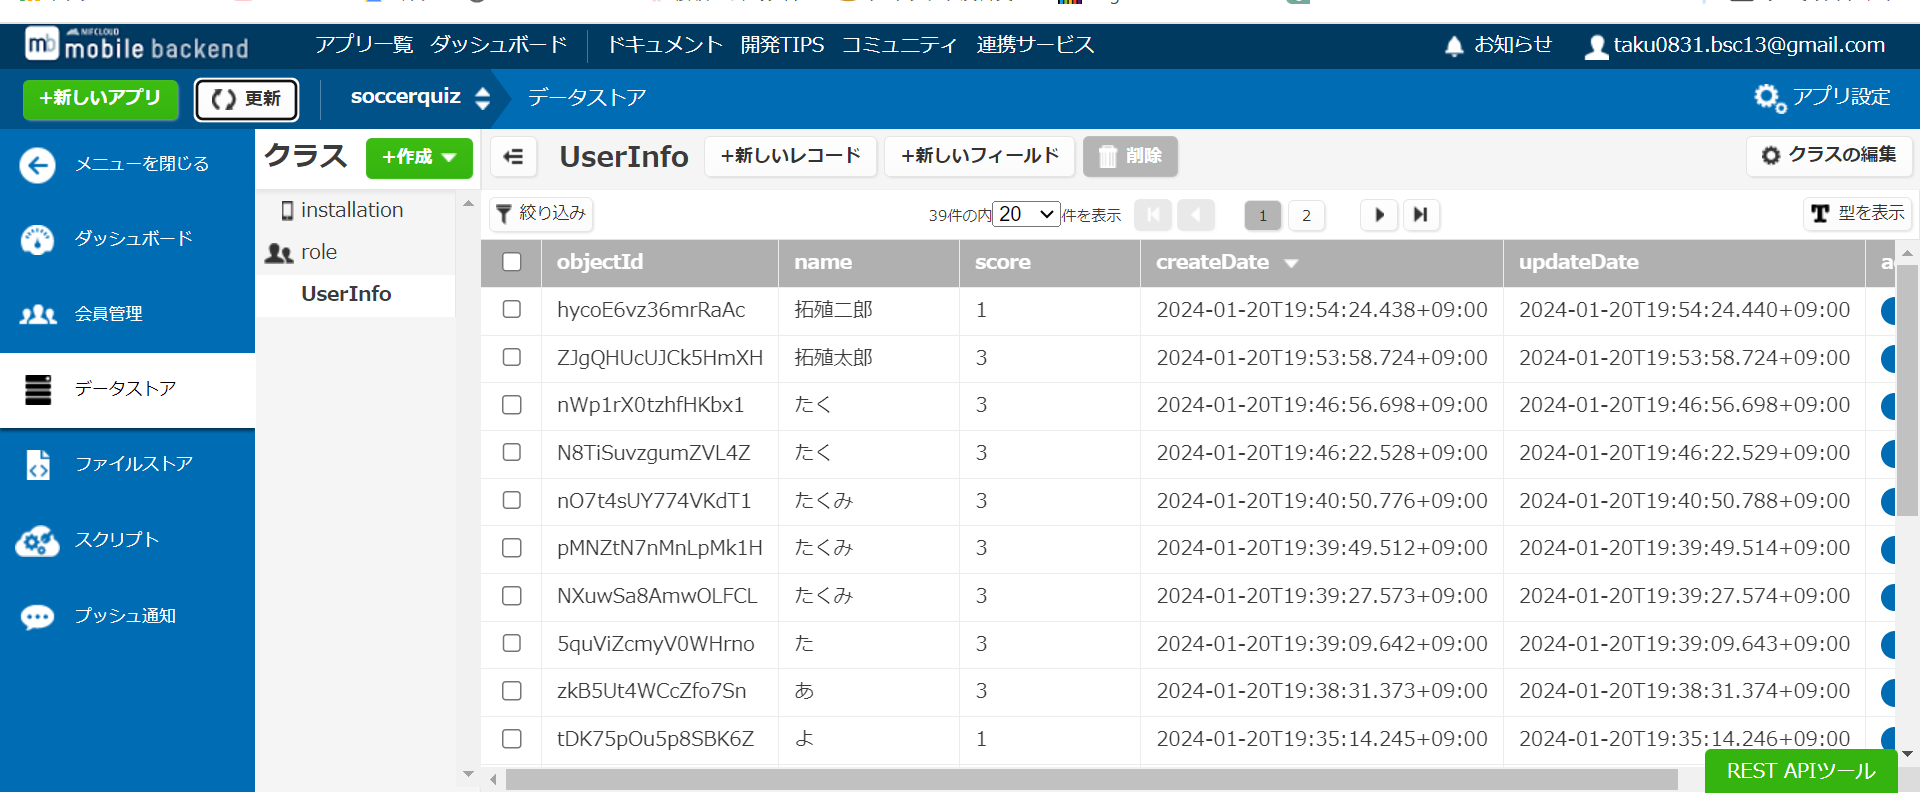 NIFCLOUD
mb mobile backend アプリ一覧 ダッシュボード ドキュメント 開発TIPS コミュニティ 連携サービス お知らせ taku0831.bsc13@gmail.com
+新しいアプリ 更新 soccerquiz データストア アプリ設定
メニューを閉じる
ダッシュボード
会員管理
データストア
ファイルストア
スクリプト
プッシュ通知
クラス +作成
installation
role
UserInfo
UserInfo +新しいレコード +新しいフィールド 削除 クラスの編集
絞り込み 39件の内 20 件を表示 1 2 型を表示
objectId name score createDate updateDate
hycoE6vz36mrRaAc 拓殖二郎 1 2024-01-20T19:54:24.438+09:00 2024-01-20T19:54:24.440+09:00
ZJgQHUcUJCk5HmXH 拓殖太郎 3 2024-01-20T19:53:58.724+09:00 2024-01-20T19:53:58.724+09:00
nWp1rX0tzhfHKbx1 たく 3 2024-01-20T19:46:56.698+09:00 2024-01-20T19:46:56.698+09:00
N8TiSuvzgumZVL4Z たく 3 2024-01-20T19:46:22.528+09:00 2024-01-20T19:46:22.529+09:00
nO7t4sUY774VKdT1 たくみ 3 2024-01-20T19:40:50.776+09:00 2024-01-20T19:40:50.788+09:00
pMNZtN7nMnLpMk1H たくみ 3 2024-01-20T19:39:49.512+09:00 2024-01-20T19:39:49.514+09:00
NXuwSa8AmwOLFCL たくみ 3 2024-01-20T19:39:27.573+09:00 2024-01-20T19:39:27.574+09:00
5quViZcmyV0WHrno た 3 2024-01-20T19:39:09.642+09:00 2024-01-20T19:39:09.643+09:00
zkB5Ut4WCcZfo7Sn あ 3 2024-01-20T19:38:31.373+09:00 2024-01-20T19:38:31.374+09:00
tDK75pOu5p8SBK6Z よ 1 2024-01-20T19:35:14.245+09:00 2024-01-20T19:35:14.246+09:00
REST APIツール